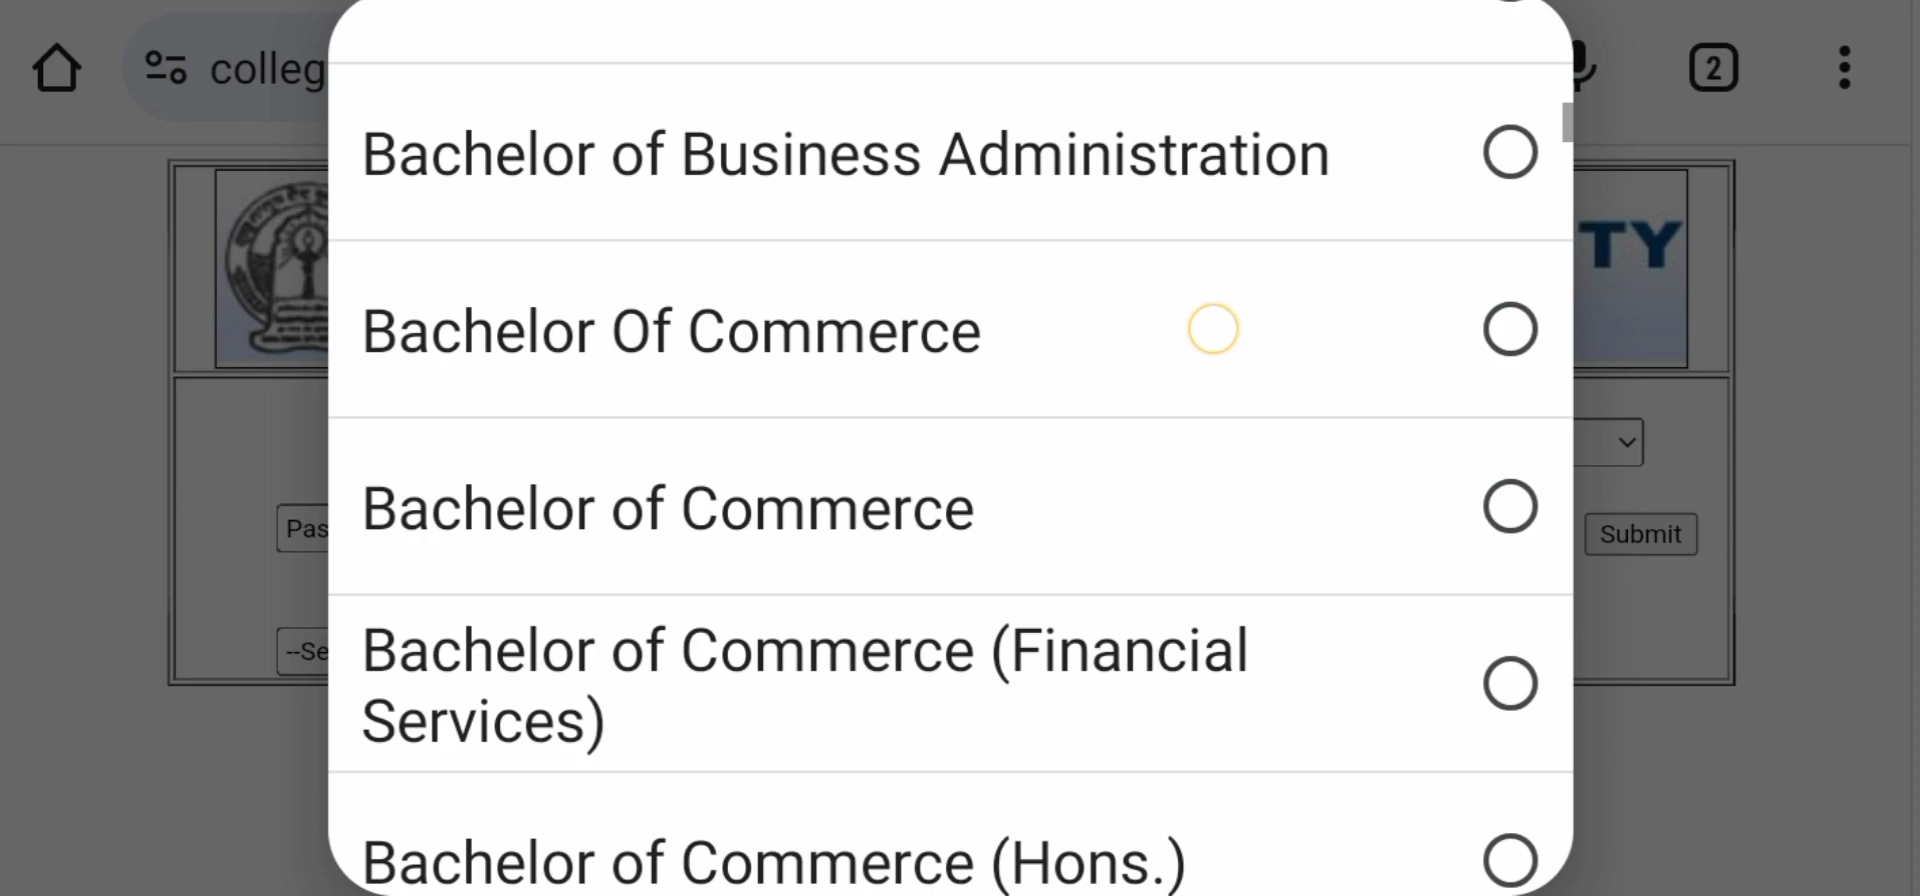 colleg
2
Bachelor of Business Administration
TY
Bachelor Of Commerce
Bachelor of Commerce
Pas
Submit
Bachelor of Commerce (Financial
Services)
--Se
Bachelor of Commerce (Hons.)